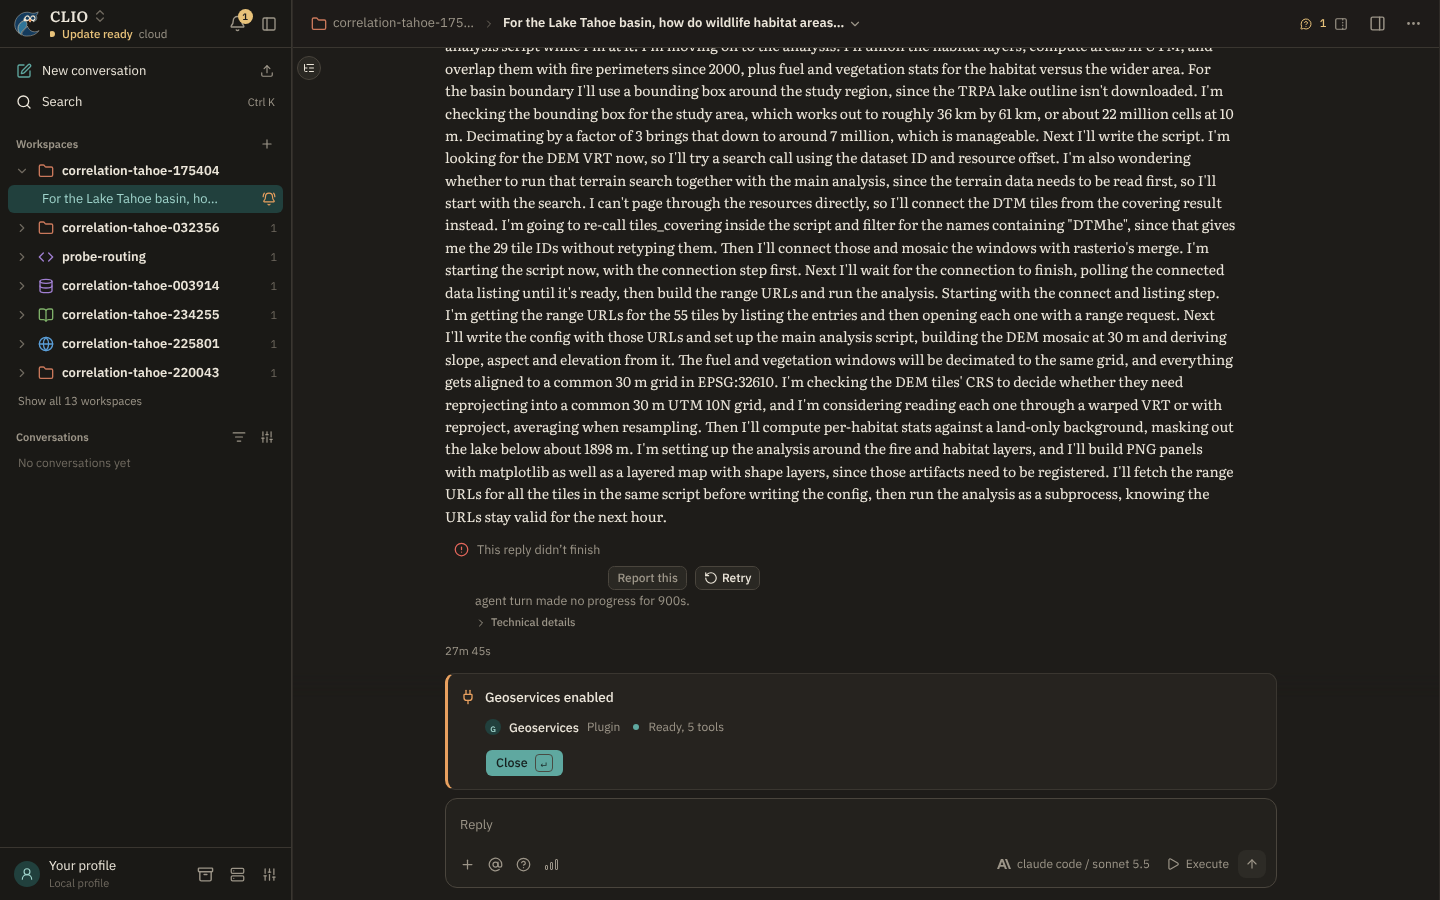 CLIO
1
Update ready cloud
New conversation
Search Ctrl K
Workspaces
correlation-tahoe-175404
For the Lake Tahoe basin, ho...
correlation-tahoe-032356 1
probe-routing 1
correlation-tahoe-003914 1
correlation-tahoe-234255 1
correlation-tahoe-225801 1
correlation-tahoe-220043 1
Show all 13 workspaces
Conversations
No conversations yet
Your profile
Local profile
correlation-tahoe-175... For the Lake Tahoe basin, how do wildlife habitat areas... 1
analysis script while I'm at it. I'm moving on to the analysis. I'll union the habitat layers, compute areas in UTM, and
overlap them with fire perimeters since 2000, plus fuel and vegetation stats for the habitat versus the wider area. For
the basin boundary I'll use a bounding box around the study region, since the TRPA lake outline isn't downloaded. I'm
checking the bounding box for the study area, which works out to roughly 36 km by 61 km, or about 22 million cells at 10
m. Decimating by a factor of 3 brings that down to around 7 million, which is manageable. Next I'll write the script. I'm
looking for the DEM VRT now, so I'll try a search call using the dataset ID and resource offset. I'm also wondering
whether to run that terrain search together with the main analysis, since the terrain data needs to be read first, so I'll
start with the search. I can't page through the resources directly, so I'll connect the DTM tiles from the covering result
instead. I'm going to re-call tiles_covering inside the script and filter for the names containing "DTMhe", since that gives
me the 29 tile IDs without retyping them. Then I'll connect those and mosaic the windows with rasterio's merge. I'm
starting the script now, with the connection step first. Next I'll wait for the connection to finish, polling the connected
data listing until it's ready, then build the range URLs and run the analysis. Starting with the connect and listing step.
I'm getting the range URLs for the 55 tiles by listing the entries and then opening each one with a range request. Next
I'll write the config with those URLs and set up the main analysis script, building the DEM mosaic at 30 m and deriving
slope, aspect and elevation from it. The fuel and vegetation windows will be decimated to the same grid, and everything
gets aligned to a common 30 m grid in EPSG:32610. I'm checking the DEM tiles' CRS to decide whether they need
reprojecting into a common 30 m UTM 10N grid, and I'm considering reading each one through a warped VRT or with
reproject, averaging when resampling. Then I'll compute per-habitat stats against a land-only background, masking out
the lake below about 1898 m. I'm setting up the analysis around the fire and habitat layers, and I'll build PNG panels
with matplotlib as well as a layered map with shape layers, since those artifacts need to be registered. I'll fetch the range
URLs for all the tiles in the same script before writing the config, then run the analysis as a subprocess, knowing the
URLs stay valid for the next hour.
This reply didn't finish
Report this Retry
agent turn made no progress for 900s.
Technical details
27m 45s
Geoservices enabled
G Geoservices Plugin Ready, 5 tools
Close
Reply
claude code / sonnet 5.5 Execute